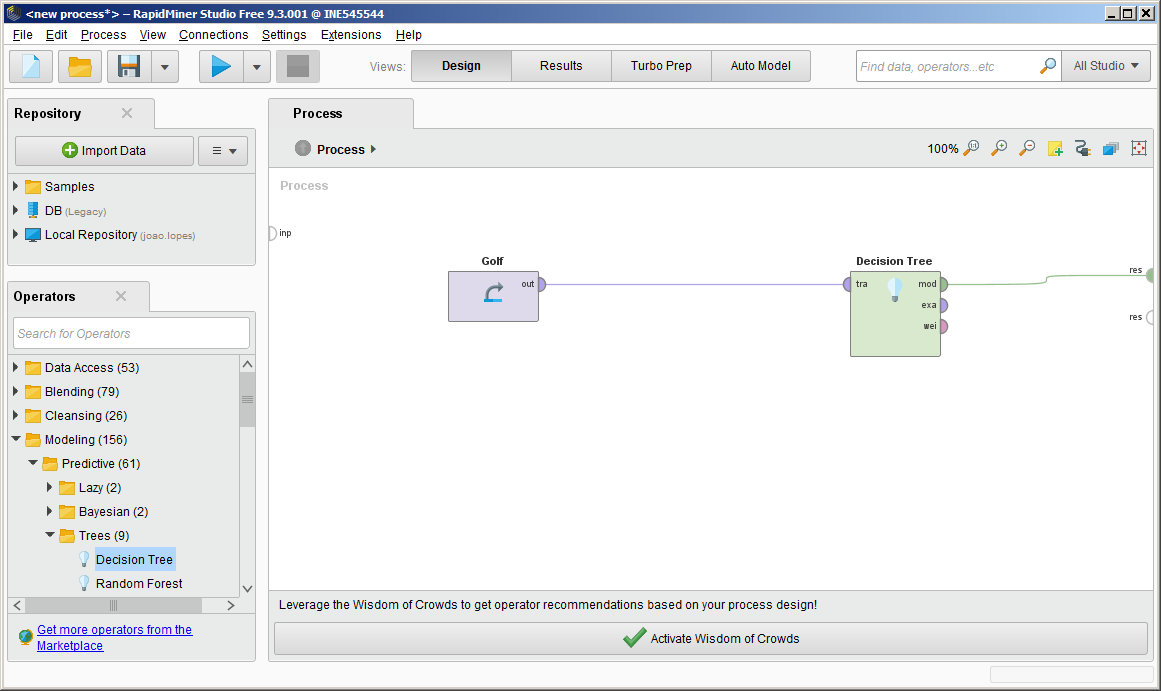 <new process*> – RapidMiner Studio Free 9.3.001 @ INE545544
File Edit Process View Connections Settings Extensions Help
Views: Design Results Turbo Prep Auto Model Find data, operators...etc All Studio
Repository
Import Data
Samples
DB (Legacy)
Local Repository (joao.lopes)
Operators
Search for Operators
Data Access (53)
Blending (79)
Cleansing (26)
Modeling (156)
Predictive (61)
Lazy (2)
Bayesian (2)
Trees (9)
Decision Tree
Random Forest
Get more operators from the
Marketplace
Process
Process 100%
Process
inp
Golf
out
Decision Tree
tra mod
exa
wei
res
res
Leverage the Wisdom of Crowds to get operator recommendations based on your process design!
Activate Wisdom of Crowds